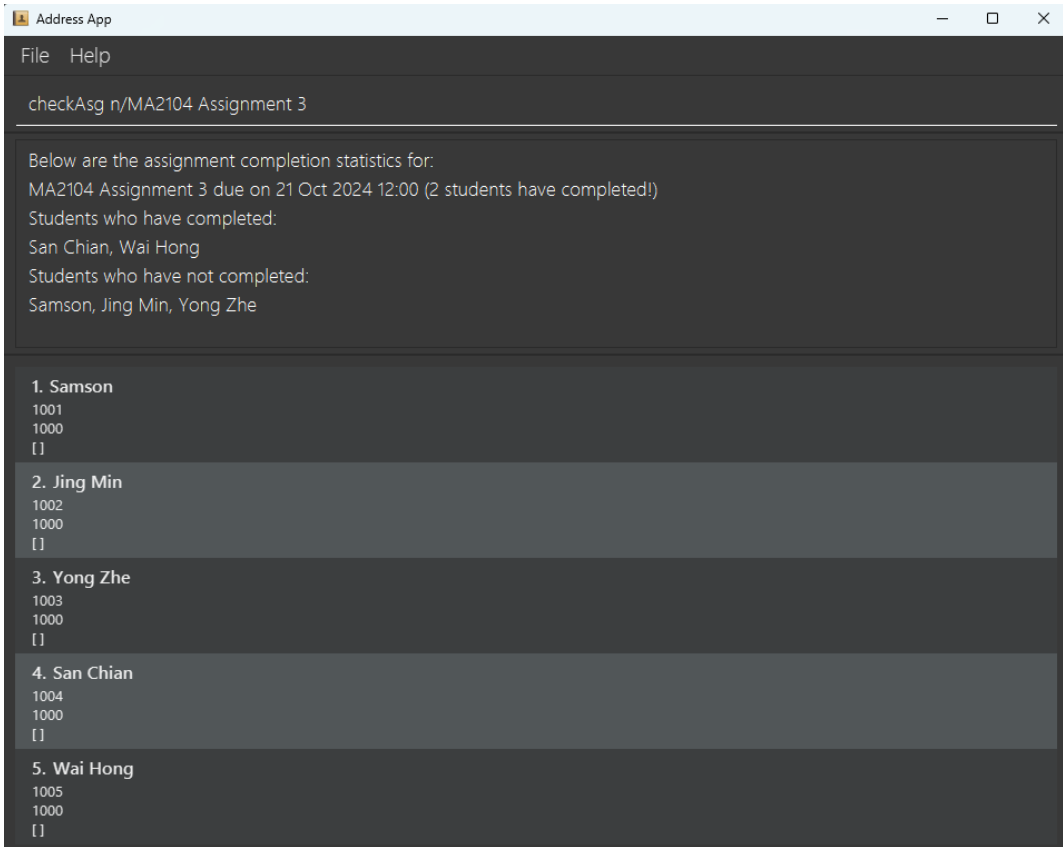 Address App
File Help
checkAsg n/MA2104 Assignment 3
Below are the assignment completion statistics for:
MA2104 Assignment 3 due on 21 Oct 2024 12:00 (2 students have completed!)
Students who have completed:
San Chian, Wai Hong
Students who have not completed:
Samson, Jing Min, Yong Zhe
1. Samson
1001
1000
[]
2. Jing Min
1002
1000
[]
3. Yong Zhe
1003
1000
[]
4. San Chian
1004
1000
[]
5. Wai Hong
1005
1000
[]